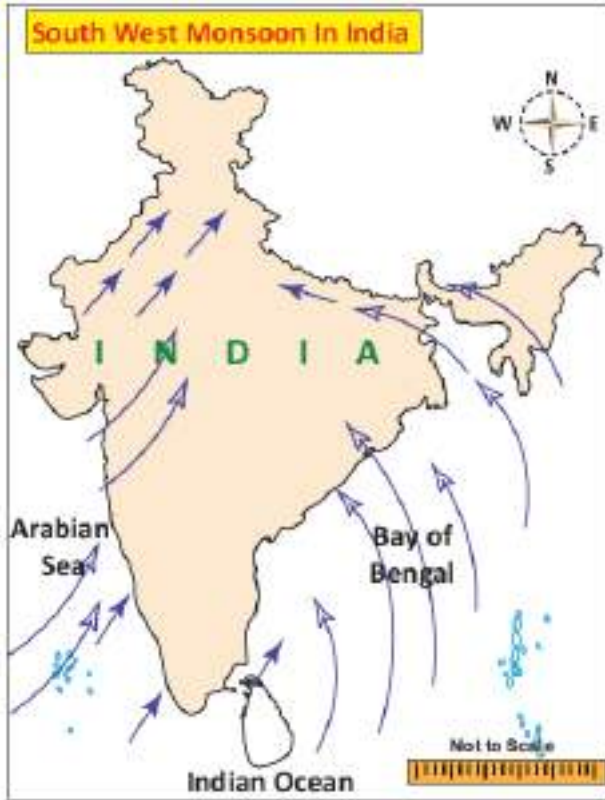 South West Monsoon In India
N
W E
S
I N D I A
Arabian
Sea
Bay of
Bengal
Not to Scale
Indian Ocean